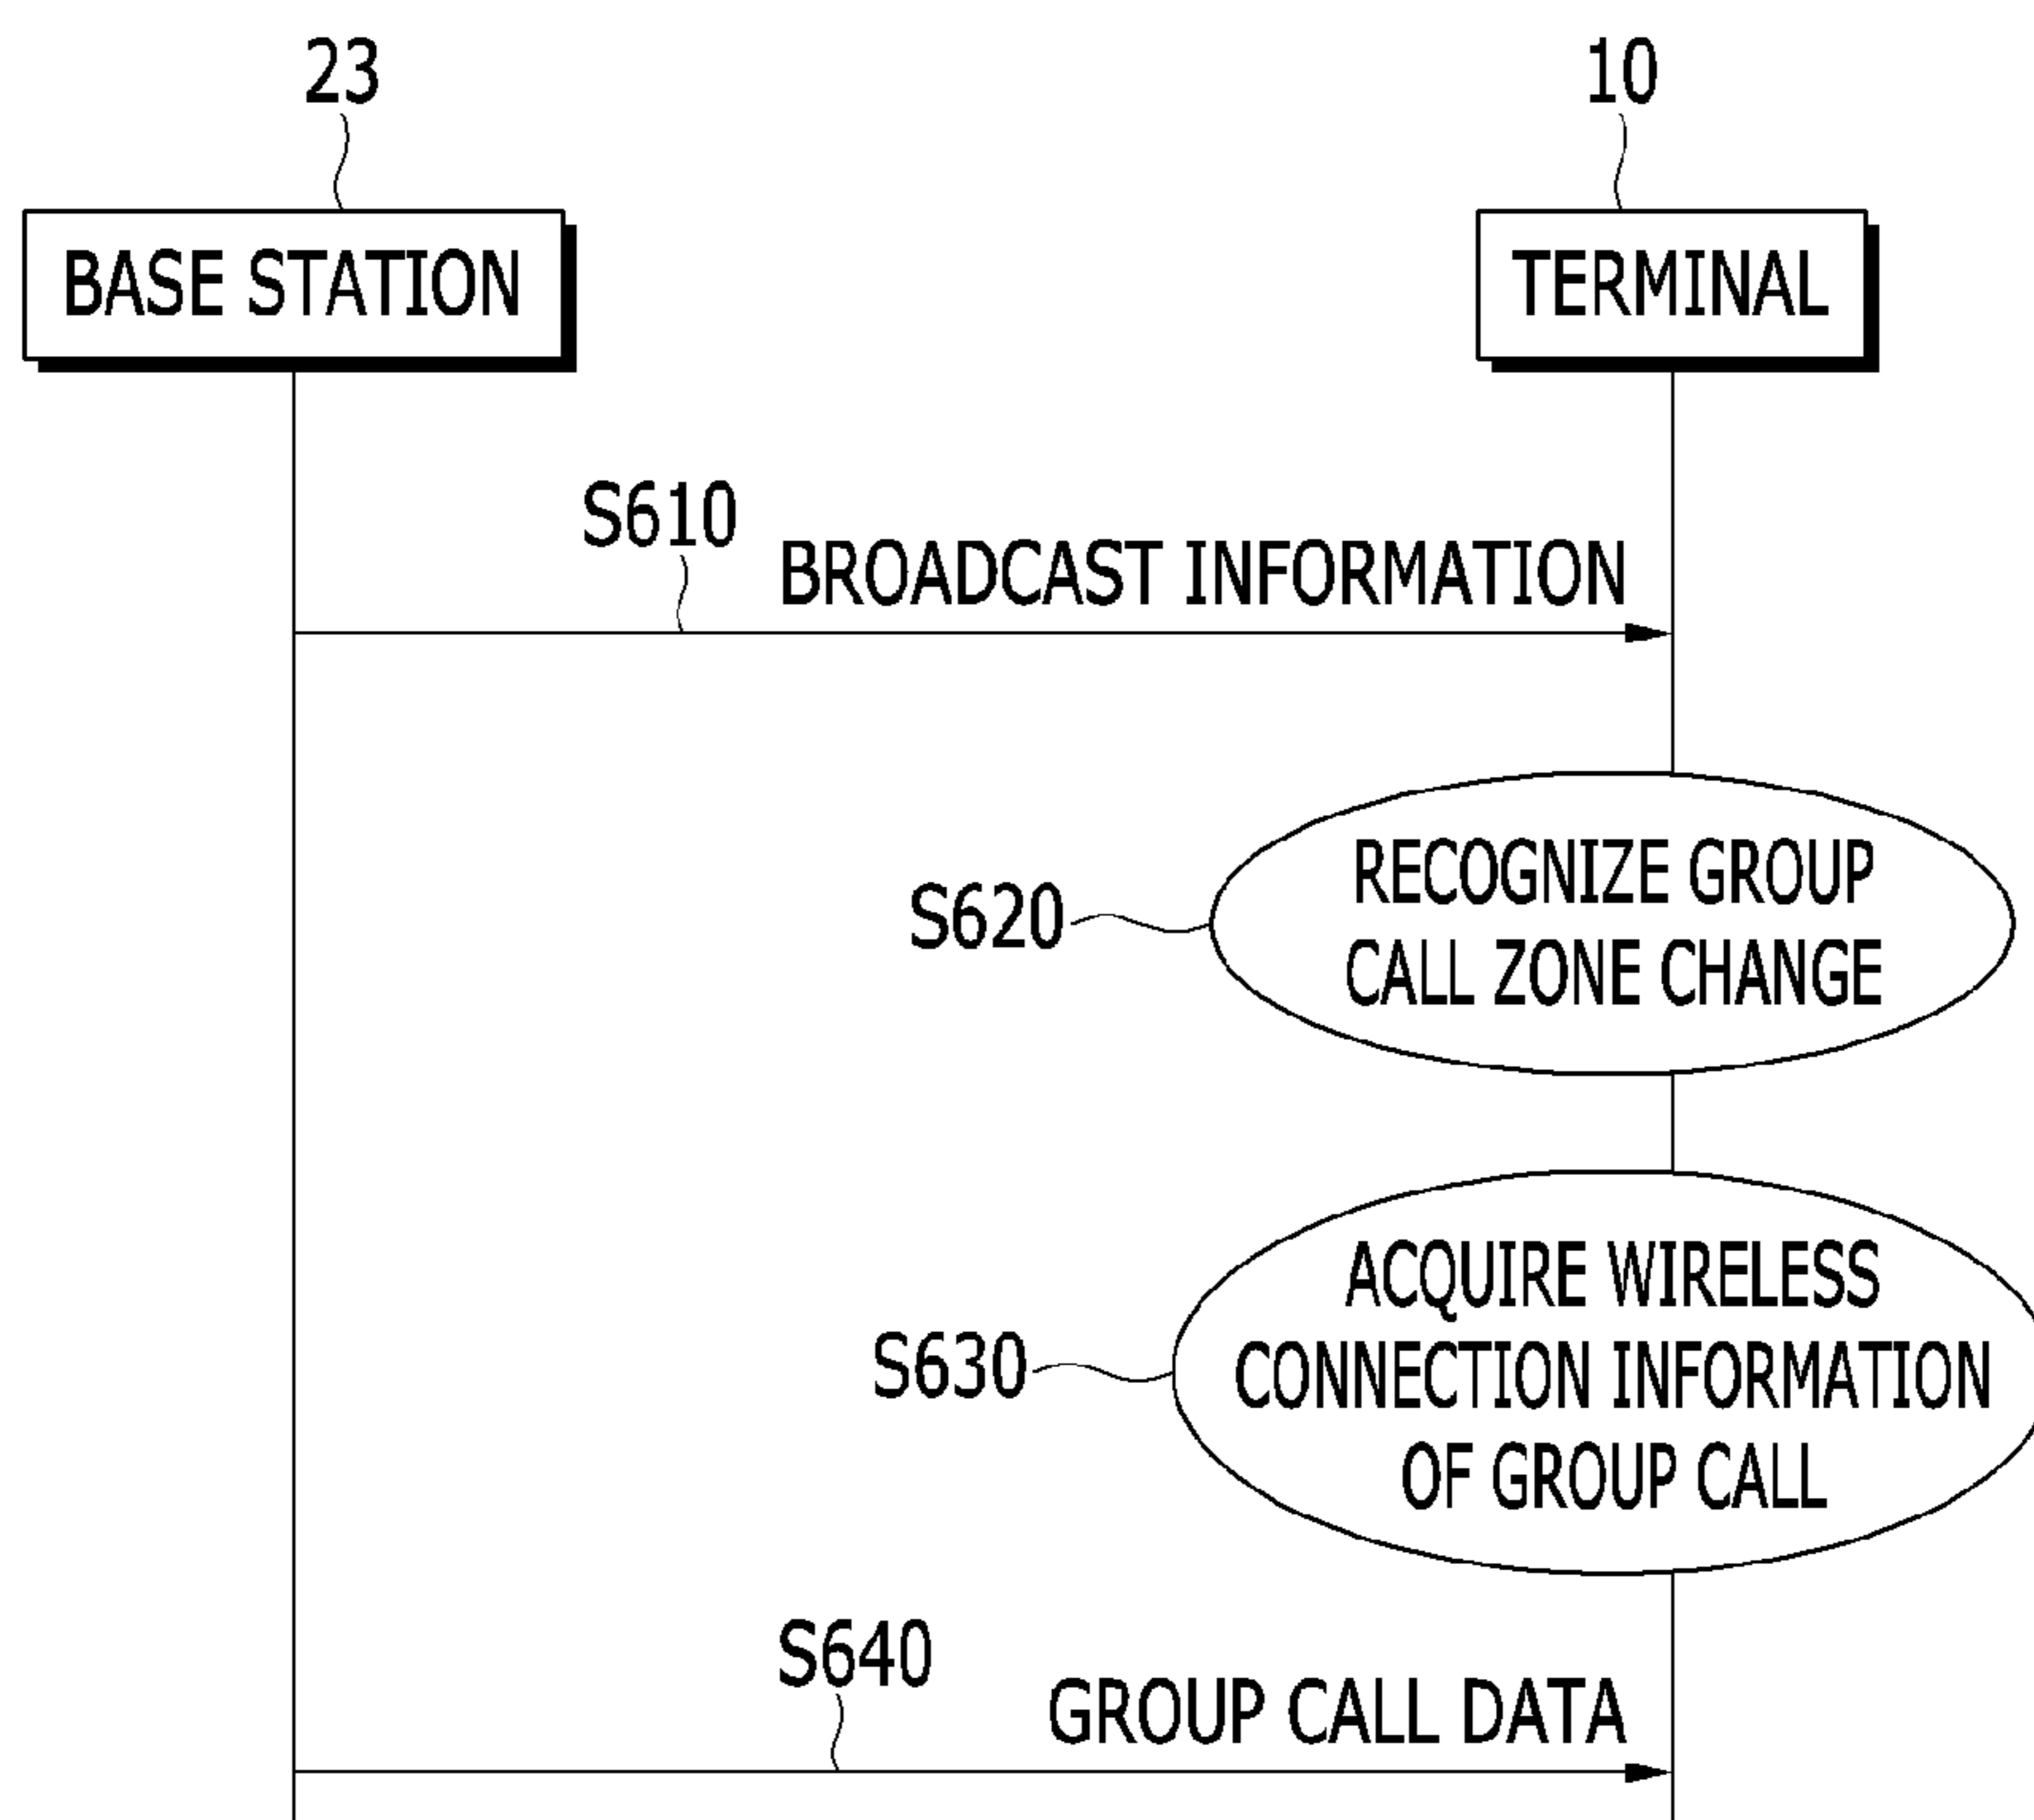 23
10
BASE STATION
TERMINAL
S610
BROADCAST INFORMATION
RECOGNIZE GROUP
CALL ZONE CHANGE
S620
ACQUIRE WIRELESS
CONNECTION INFORMATION
OF GROUP CALL
S630
S640
GROUP CALL DATA